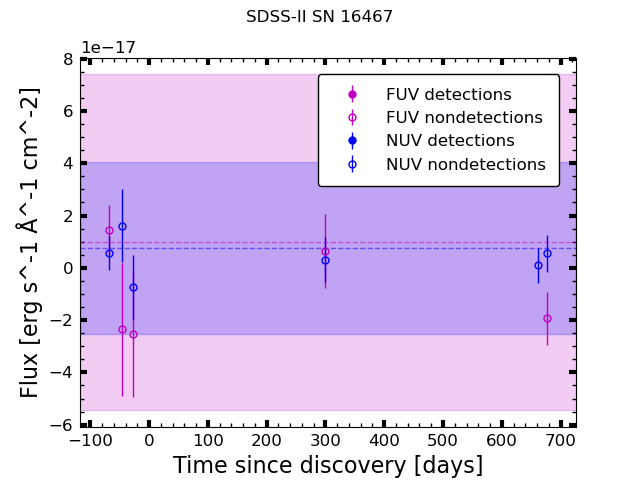 SDSS-II SN 16467
1e−17
8
6
4
2
0
−2
−4
−6
Flux [erg s^-1 Å^-1 cm^-2]
FUV detections
FUV nondetections
NUV detections
NUV nondetections
−100 0 100 200 300 400 500 600 700
Time since discovery [days]